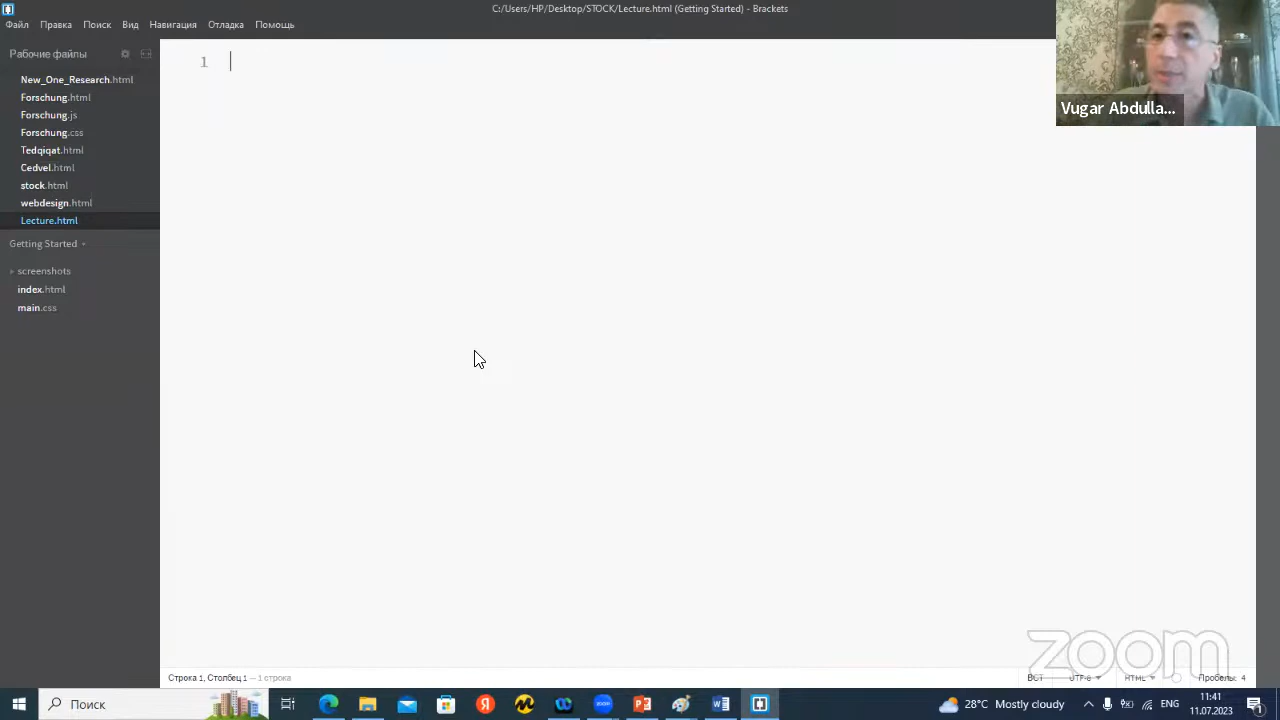 C:/Users/HP/Desktop/STOCK/Lecture.html (Getting Started) - Brackets
Файл Правка Поиск Вид Навигация Отладка Помощь
Рабочие файлы
New_One_Research.html
Forschung.html
Forschung.js
Forschung.css
Tedqiqat.html
Cedvel.html
stock.html
webdesign.html
Lecture.html
Getting Started
screenshots
index.html
main.css
1
Vugar Abdulla...
zoom
Строка 1, Столбец 1 — 1 строка
ВСТ UTF-8 HTML Пробелы: 4
Поиск
zoom
28°C Mostly cloudy
ENG
11:41
11.07.2023
1